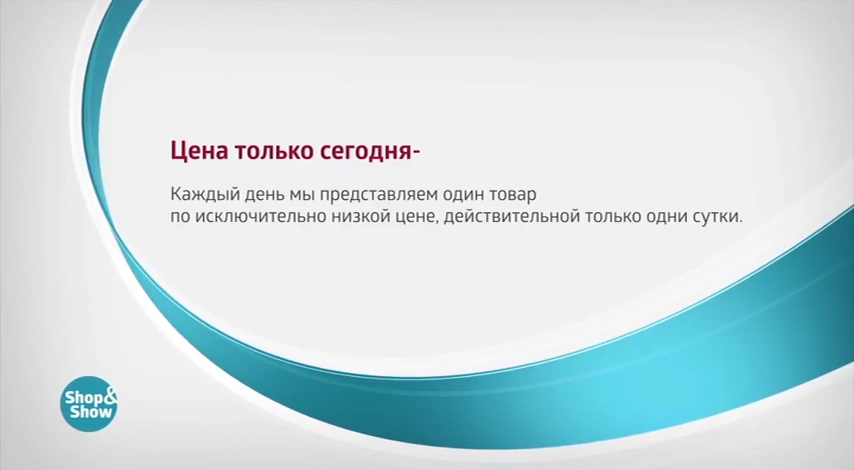 Цена только сегодня-
Каждый день мы представляем один товар
по исключительно низкой цене, действительной только одни сутки.
Shop&
Show